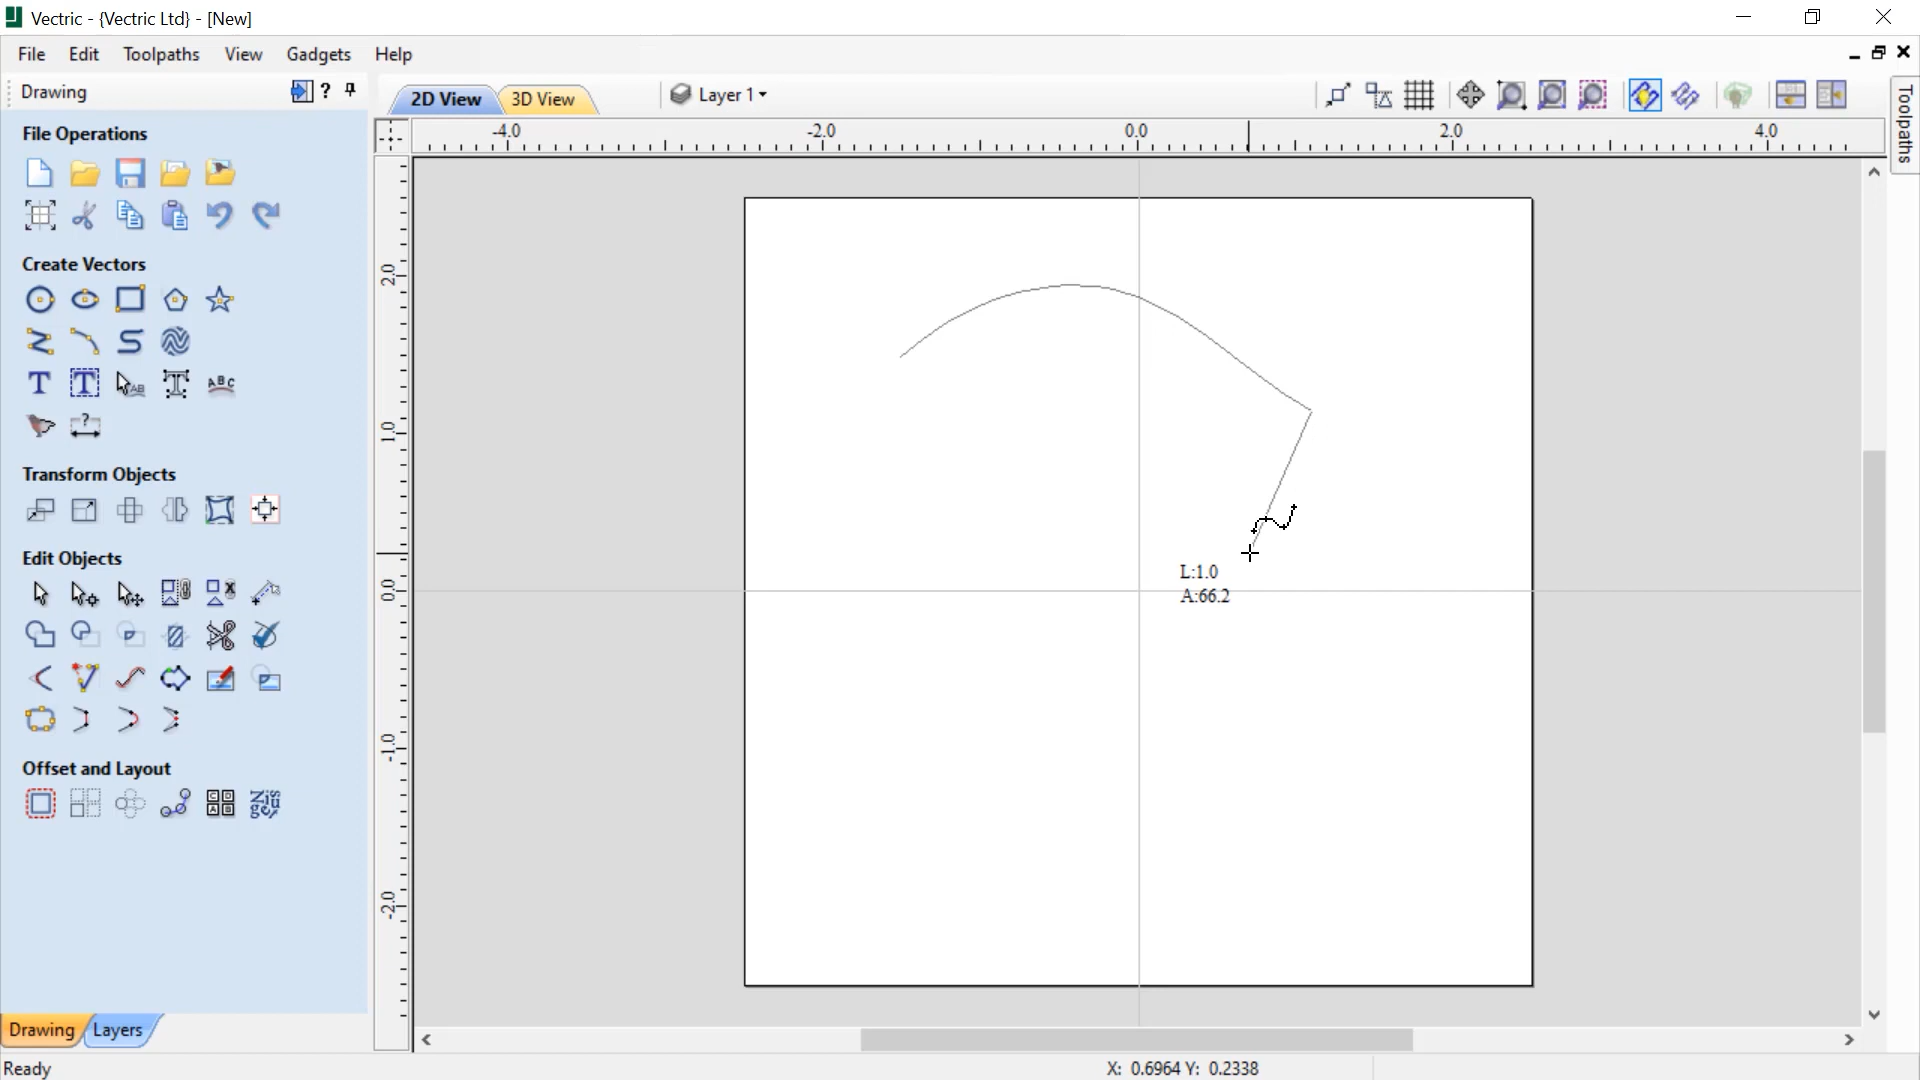 Vectric - {Vectric Ltd} - [New]
File Edit Toolpaths View Gadgets Help
Drawing ?
2D View 3D View Layer 1
Toolpaths
-4.0 -2.0 0.0 2.0 4.0
2.0
1.0
0.0
-1.0
-2.0
File Operations
Create Vectors
Transform Objects
Edit Objects
Offset and Layout
L:1.0
A:66.2
Drawing Layers
Ready X: 0.6964 Y: 0.2338